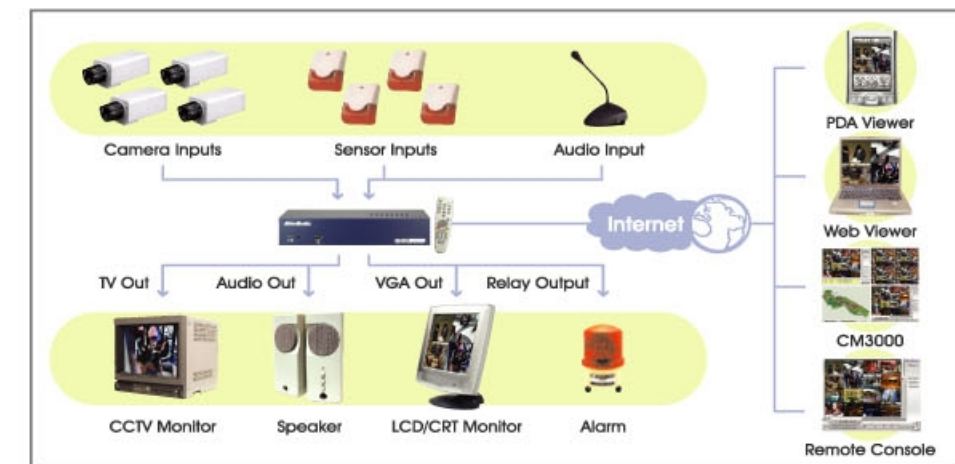 Camera Inputs
Sensor Inputs
Audio Input
PDA Viewer
Internet
Web Viewer
TV Out
Audio Out
VGA Out
Relay Output
CM3000
CCTV Monitor
Speaker
LCD/CRT Monitor
Alarm
Remote Console